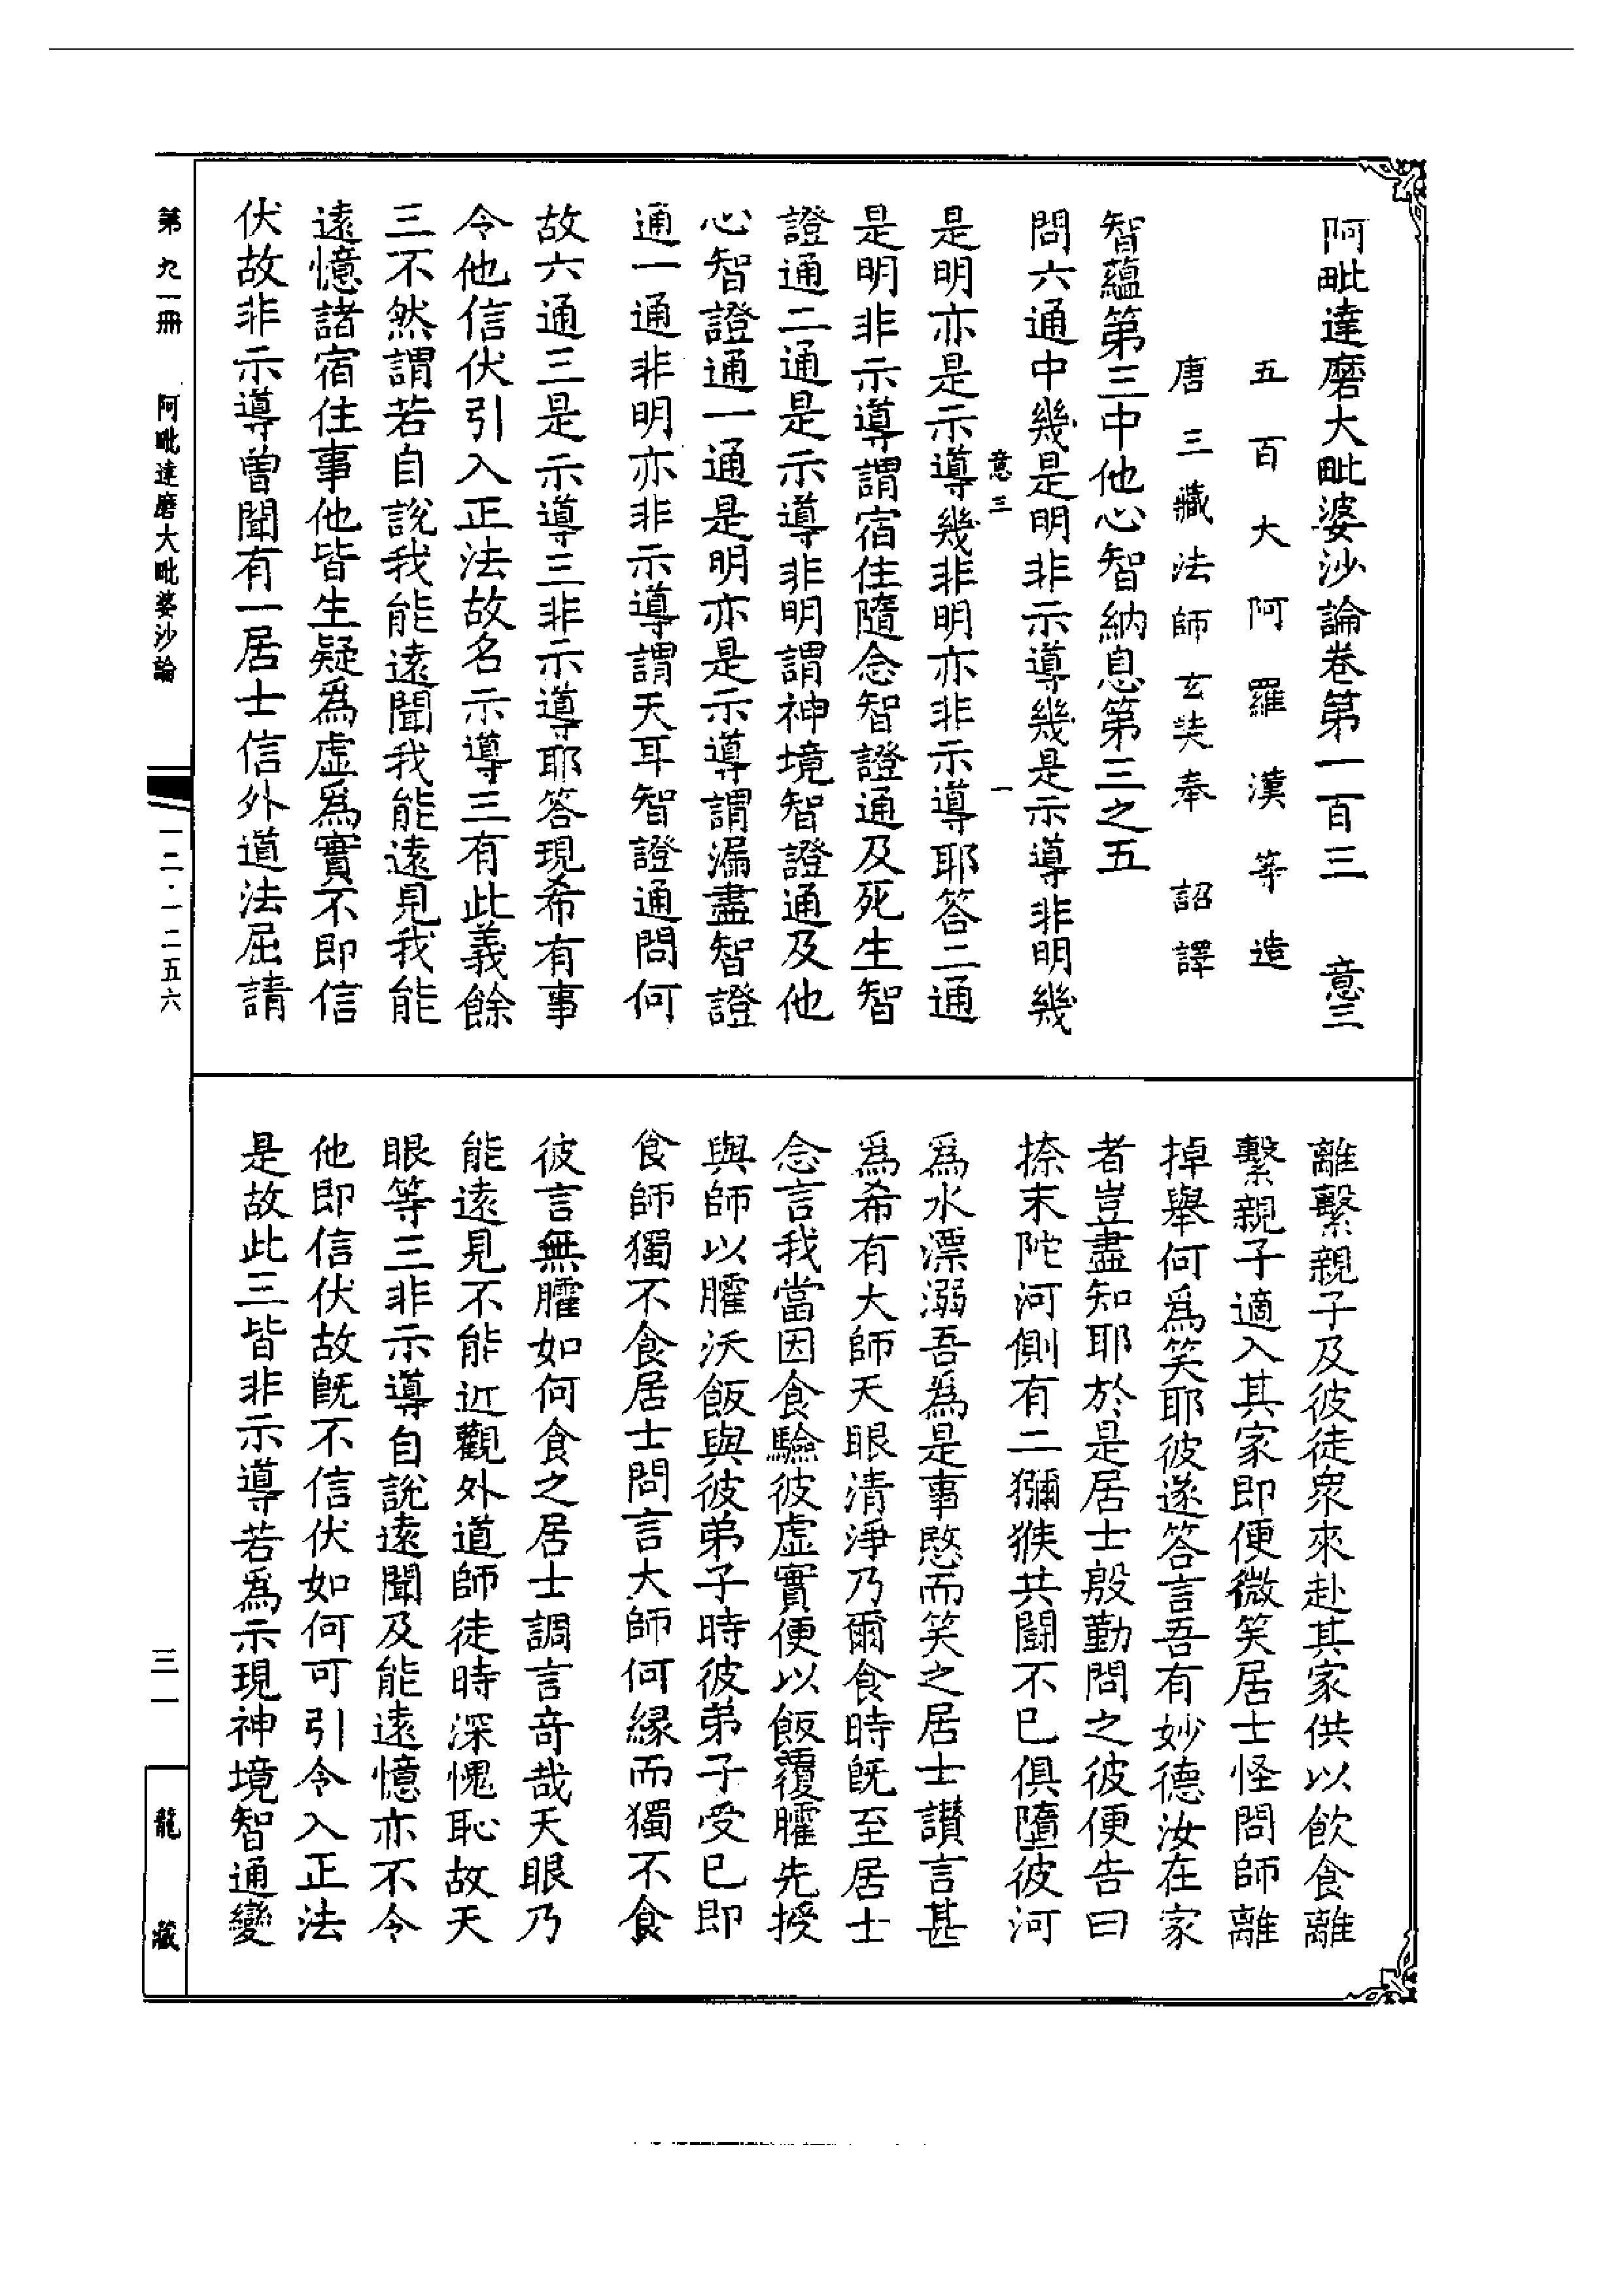 阿毗達磨大毗婆沙論卷第一百三　意三
五百大阿羅漢等造
唐三藏法師玄奘奉　詔譯
智蘊第三中他心智納息第三之五
問六通中幾是明非示導幾是示導非明幾
意三　一
是明亦是示導幾非明亦非示導耶答二通
是明非示導謂宿住隨念智證通及死生智
證通二通是示導非明謂神境智證通及他
心智證通一通是明亦是示導謂漏盡智證
通一通非明亦非示導謂天耳智證通問何
故六通三是示導三非示導耶答現希有事
令他信伏引入正法故名示導三有此義餘
三不然謂若自說我能遠聞我能遠見我能
遠憶諸宿住事他皆生疑爲虛爲實不即信
伏故非示導曾聞有一居士信外道法屈請
離繫親子及彼徒衆來赴其家供以飲食離
繫親子適入其家即便微笑居士怪問師離
掉舉何爲笑耶彼遂答言吾有妙德汝在家
者豈盡知耶於是居士殷勤問之彼便告曰
捺末陀河側有二獼猴共鬪不已俱墮彼河
爲水漂溺吾爲是事愍而笑之居士讃言甚
爲希有大師天眼清淨乃爾食時既至居士
念言我當因食驗彼虛實便以飯覆臛先授
與師以臛沃飯與彼弟子時彼弟子受已即
食師獨不食居士問言大師何緣而獨不食
彼言無臛如何食之居士調言奇哉天眼乃
能遠見不能近觀外道師徒時深愧恥故天
眼等三非示導自說遠聞及能遠憶亦不令
他即信伏故既不信伏如何可引令入正法
是故此三皆非示導若爲示現神境智通變
第九一冊　阿毗達磨大毗婆沙論
一二·一二五六
三一
龍藏